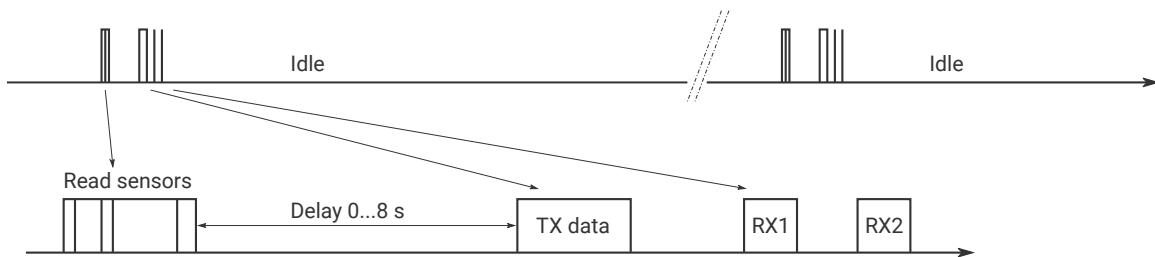 Idle
Idle
Read sensors
Delay 0...8 s
TX data
RX1
RX2